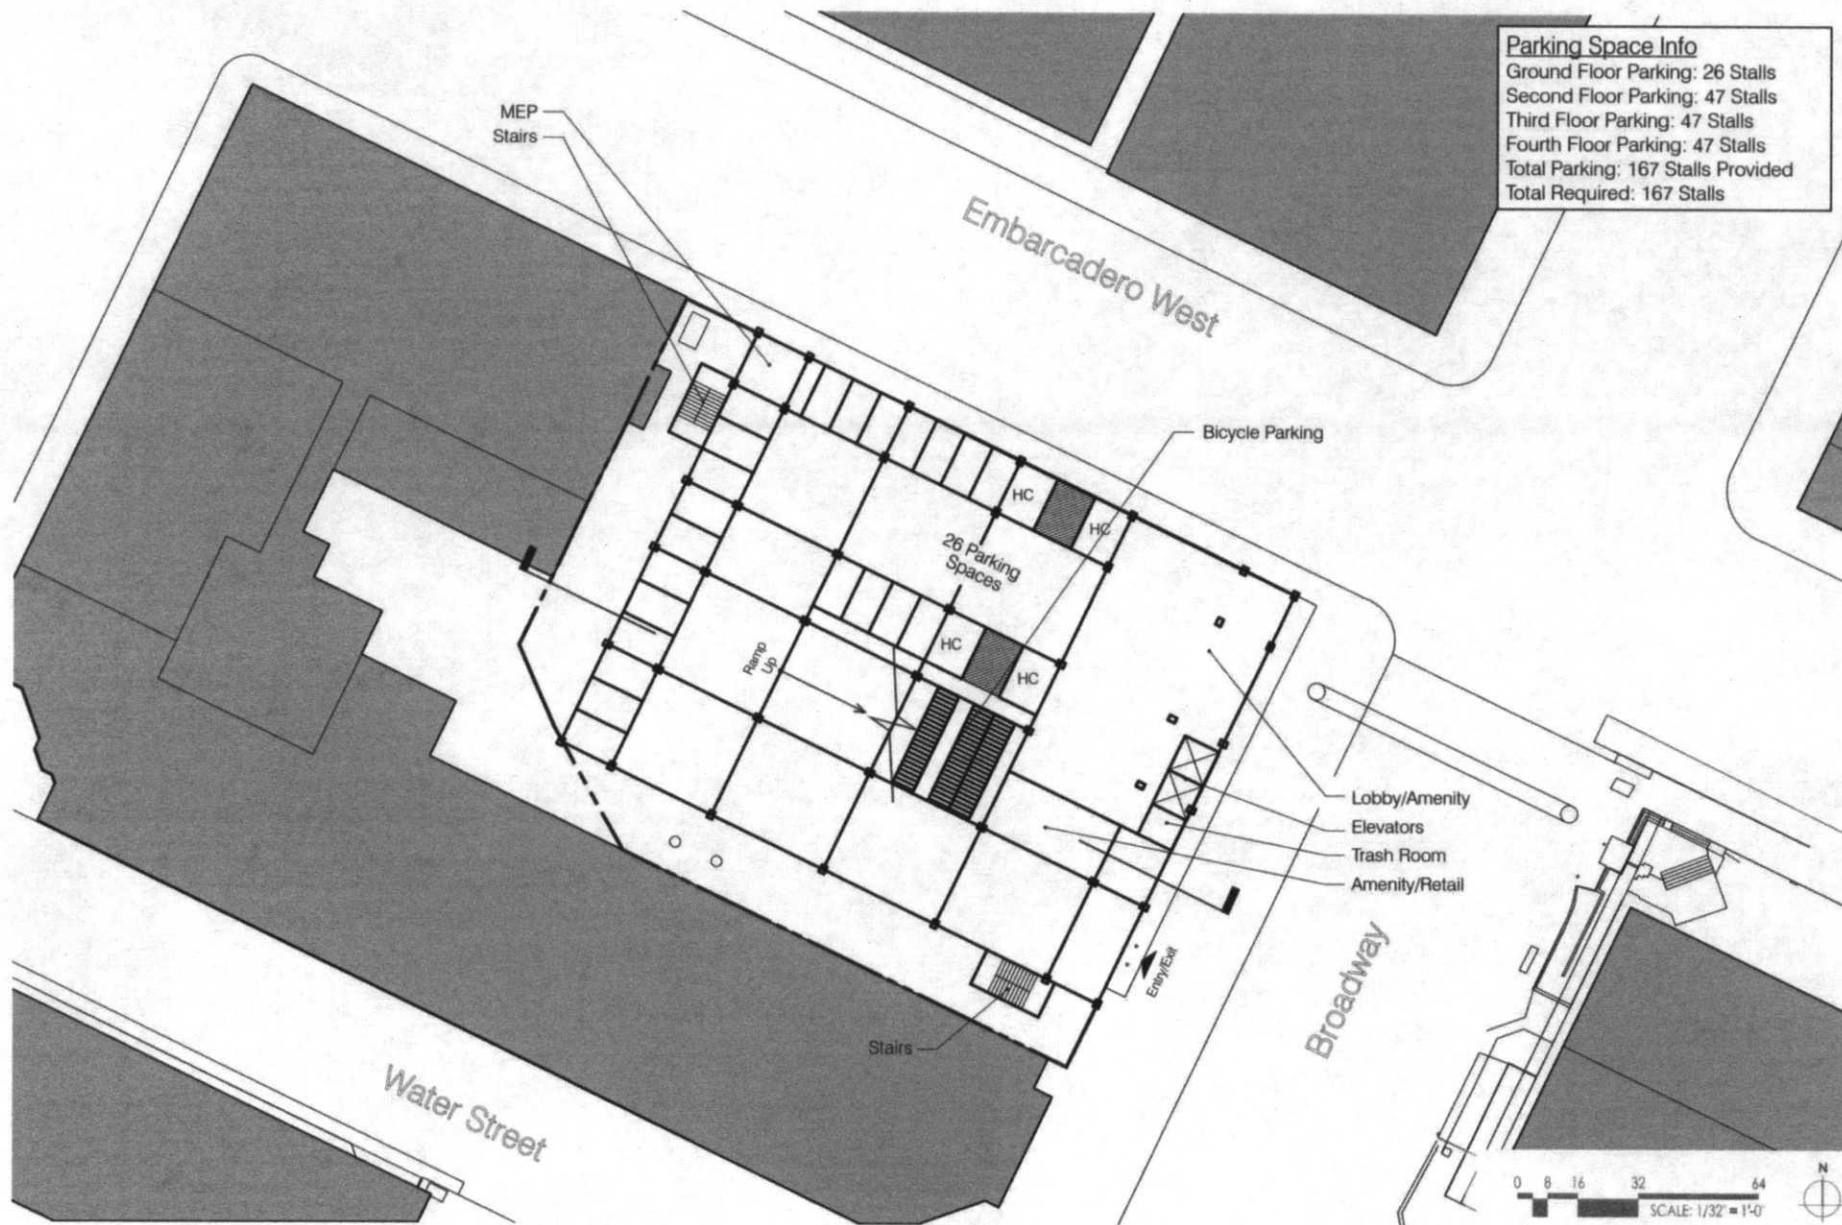 Parking Space Info
Ground Floor Parking: 26 Stalls
Second Floor Parking: 47 Stalls
Third Floor Parking: 47 Stalls
Fourth Floor Parking: 47 Stalls
Total Parking: 167 Stalls Provided
Total Required: 167 Stalls
MEP
Stairs
Embarcadero West
Bicycle Parking
HC
HC
26 Parking
Spaces
HC
HC
Ramp
Up
Lobby/Amenity
Elevators
Trash Room
Amenity/Retail
Entry/Exit
Broadway
Stairs
Water Street
N
0 8 16 32 64
SCALE: 1/32" = 1'-0"